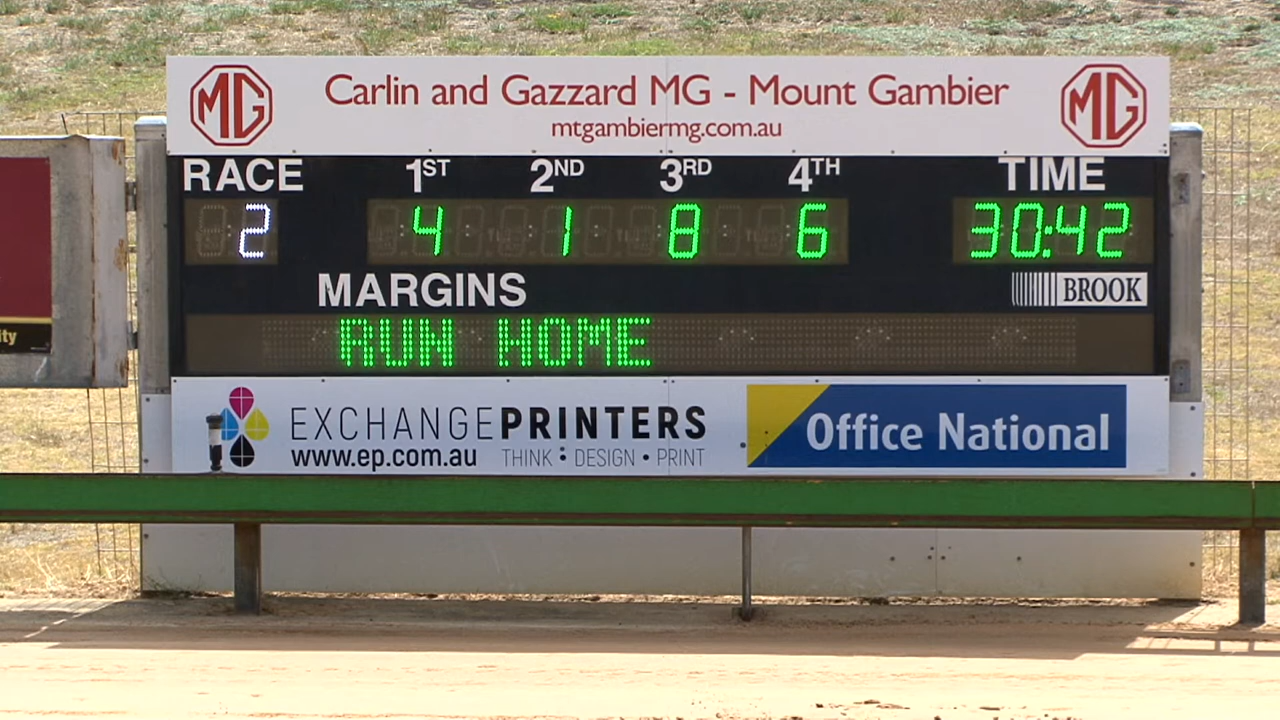 MG Carlin and Gazzard MG - Mount Gambier MG
mtgambiermg.com.au
RACE 1ST 2ND 3RD 4TH TIME
2 4 1 8 6 30:42
MARGINS BROOK
RUN HOME
ity
EXCHANGEPRINTERS Office National
www.ep.com.au THINK • DESIGN • PRINT